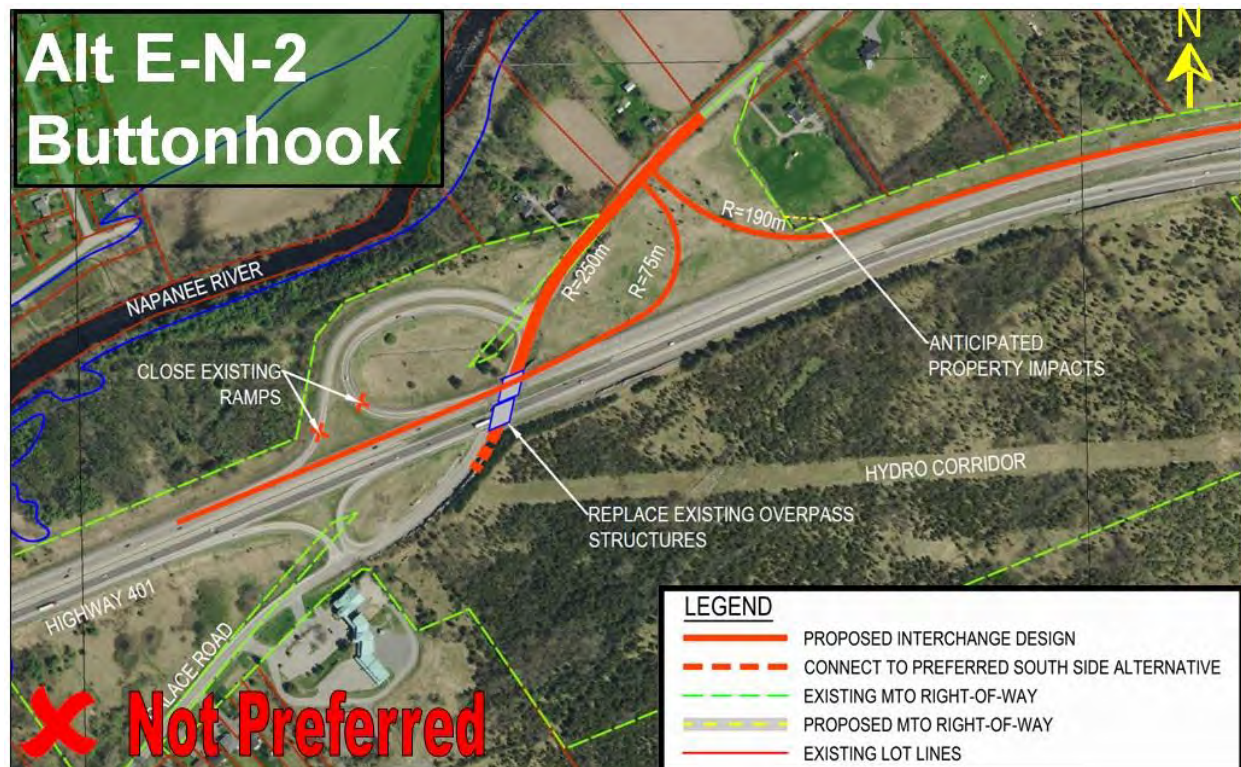 Alt E-N-2
Buttonhook
N
R=190m
R=250m
R=75m
NAPANEE RIVER
CLOSE EXISTING
RAMPS
ANTICIPATED
PROPERTY IMPACTS
HYDRO CORRIDOR
REPLACE EXISTING OVERPASS
STRUCTURES
HIGHWAY 401
ROAD
Not Preferred
LEGEND
PROPOSED INTERCHANGE DESIGN
CONNECT TO PREFERRED SOUTH SIDE ALTERNATIVE
EXISTING MTO RIGHT-OF-WAY
PROPOSED MTO RIGHT-OF-WAY
EXISTING LOT LINES